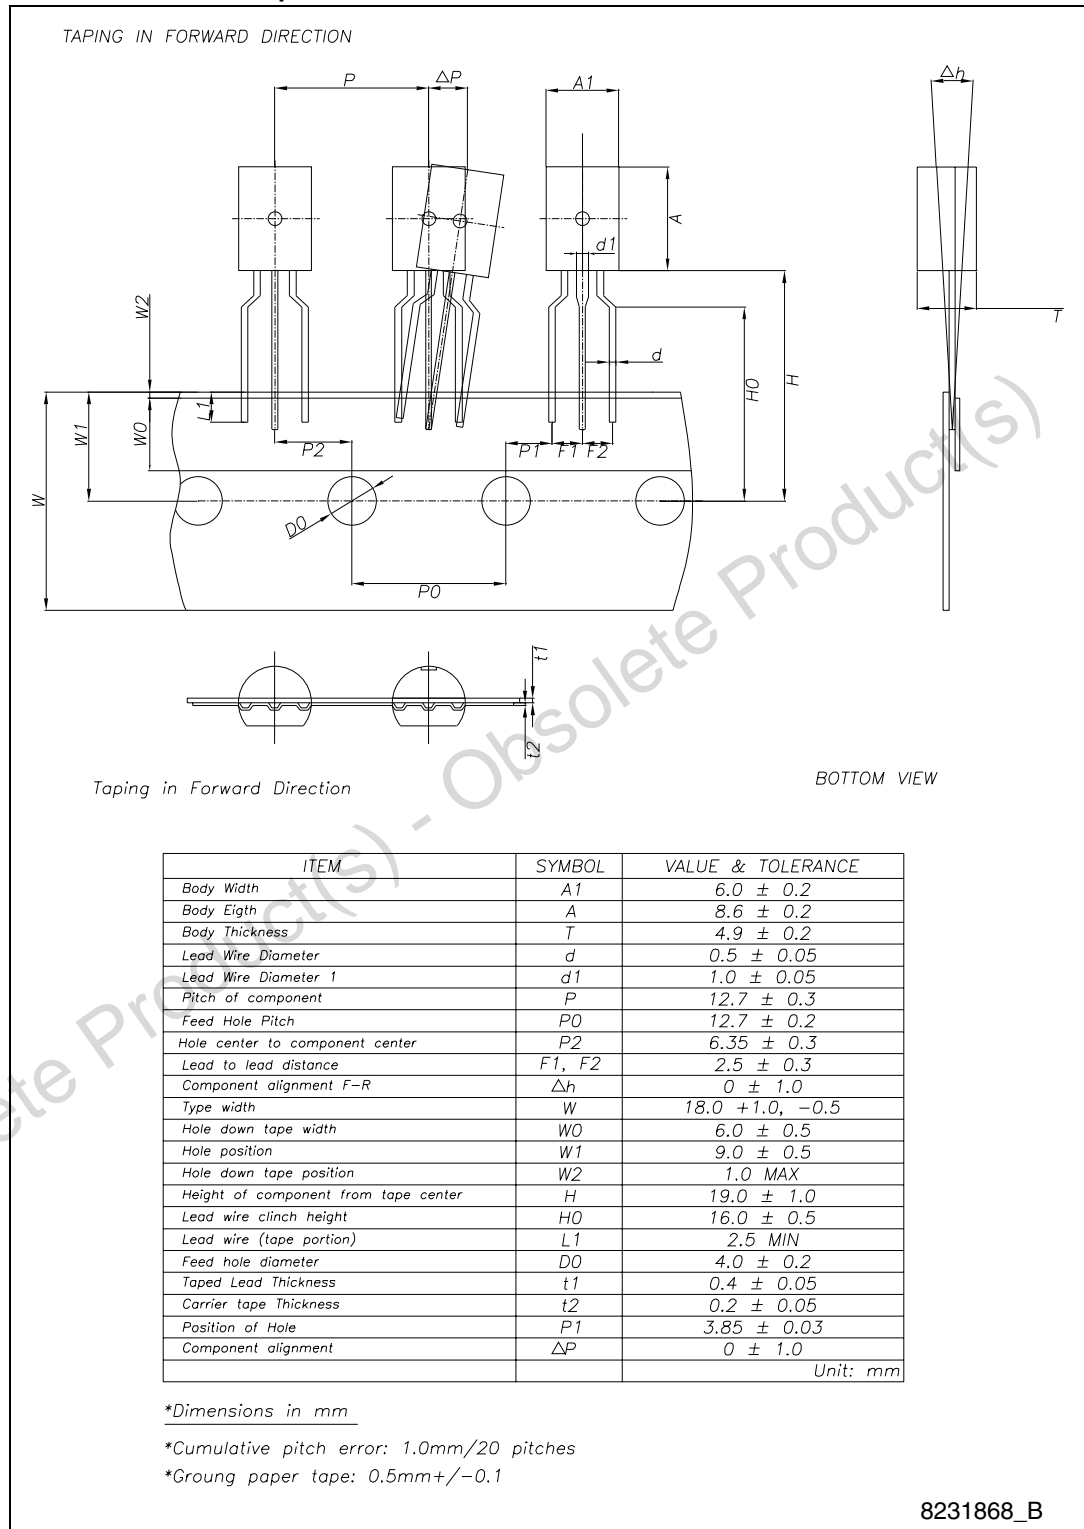 TAPING IN FORWARD DIRECTION
P
△P
A1
△h
A
d1
W2
T
d
H0
H
L1
W1
W0
P2
P1
F1
F2
W
D0
P0
t1
t2
Taping in Forward Direction
BOTTOM VIEW
ITEM SYMBOL VALUE & TOLERANCE
Body Width A1 6.0 ± 0.2
Body Eigth A 8.6 ± 0.2
Body Thickness T 4.9 ± 0.2
Lead Wire Diameter d 0.5 ± 0.05
Lead Wire Diameter 1 d1 1.0 ± 0.05
Pitch of component P 12.7 ± 0.3
Feed Hole Pitch P0 12.7 ± 0.2
Hole center to component center P2 6.35 ± 0.3
Lead to lead distance F1, F2 2.5 ± 0.3
Component alignment F-R △h 0 ± 1.0
Type width W 18.0 +1.0, -0.5
Hole down tape width W0 6.0 ± 0.5
Hole position W1 9.0 ± 0.5
Hole down tape position W2 1.0 MAX
Height of component from tape center H 19.0 ± 1.0
Lead wire clinch height H0 16.0 ± 0.5
Lead wire (tape portion) L1 2.5 MIN
Feed hole diameter D0 4.0 ± 0.2
Taped Lead Thickness t1 0.4 ± 0.05
Carrier tape Thickness t2 0.2 ± 0.05
Position of Hole P1 3.85 ± 0.03
Component alignment △P 0 ± 1.0
Unit: mm
*Dimensions in mm
*Cumulative pitch error: 1.0mm/20 pitches
*Groung paper tape: 0.5mm+/-0.1
8231868_B
ete Product(s) - Obsolete Product(s)